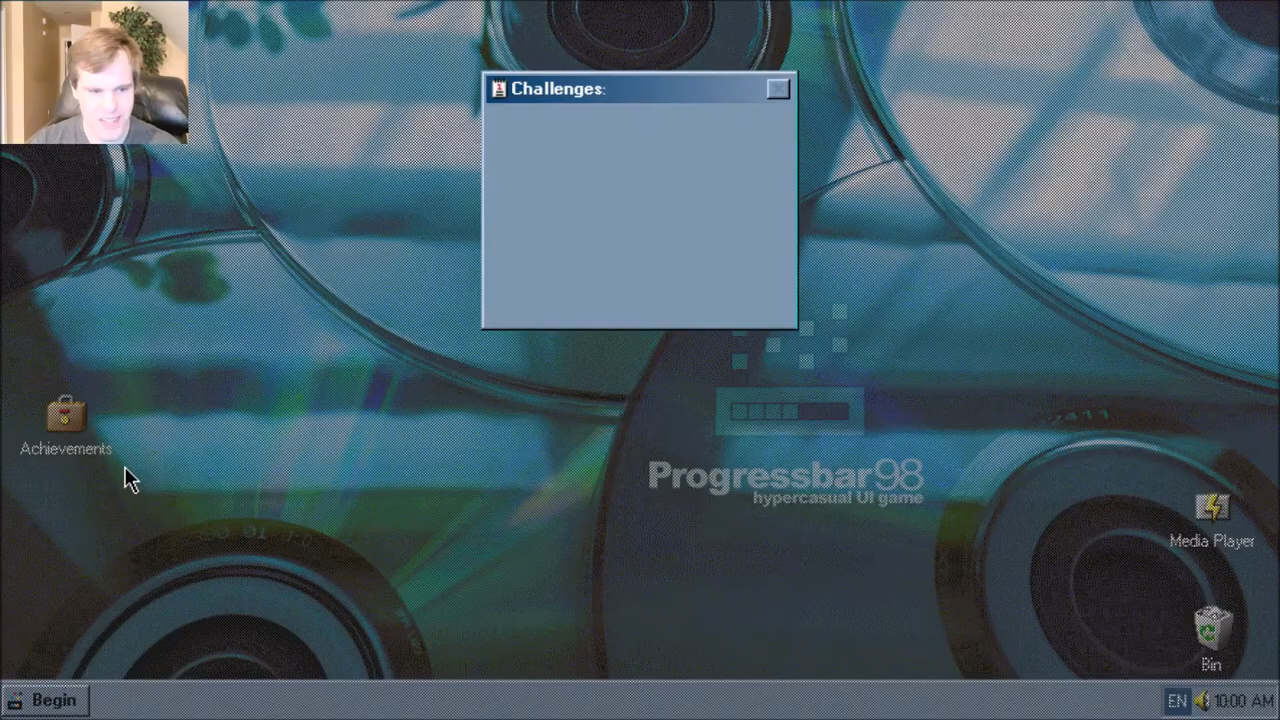 Challenges:
Achievements
Progressbar98
hypercasual UI game
Media Player
Bin
Begin
EN
10:00 AM